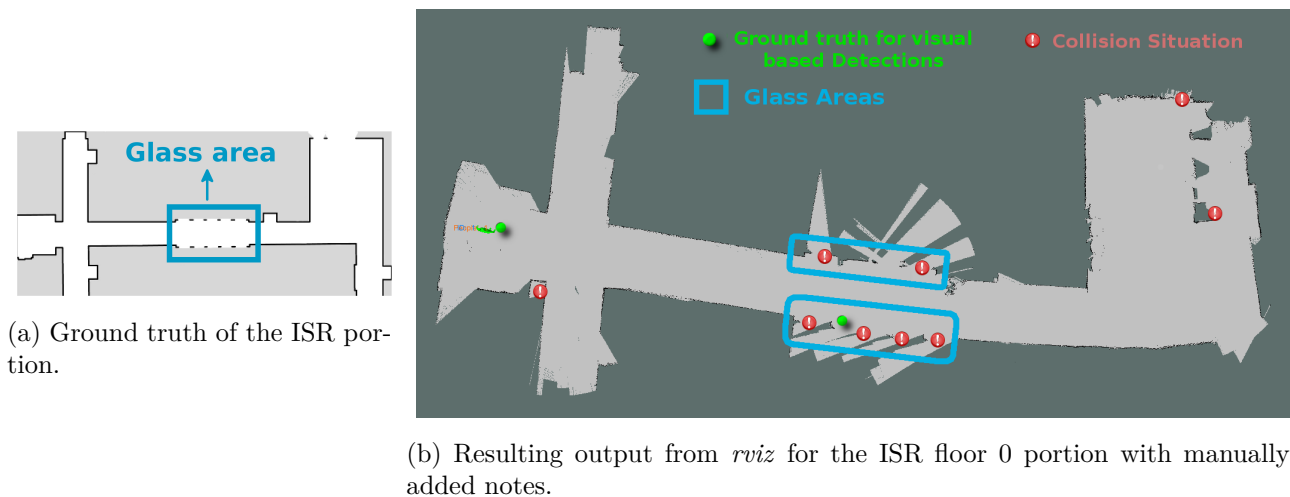 Glass area
(a) Ground truth of the ISR por-
tion.
Ground truth for visual
based Detections
Collision Situation
Glass Areas
(b) Resulting output from rviz for the ISR floor 0 portion with manually
added notes.